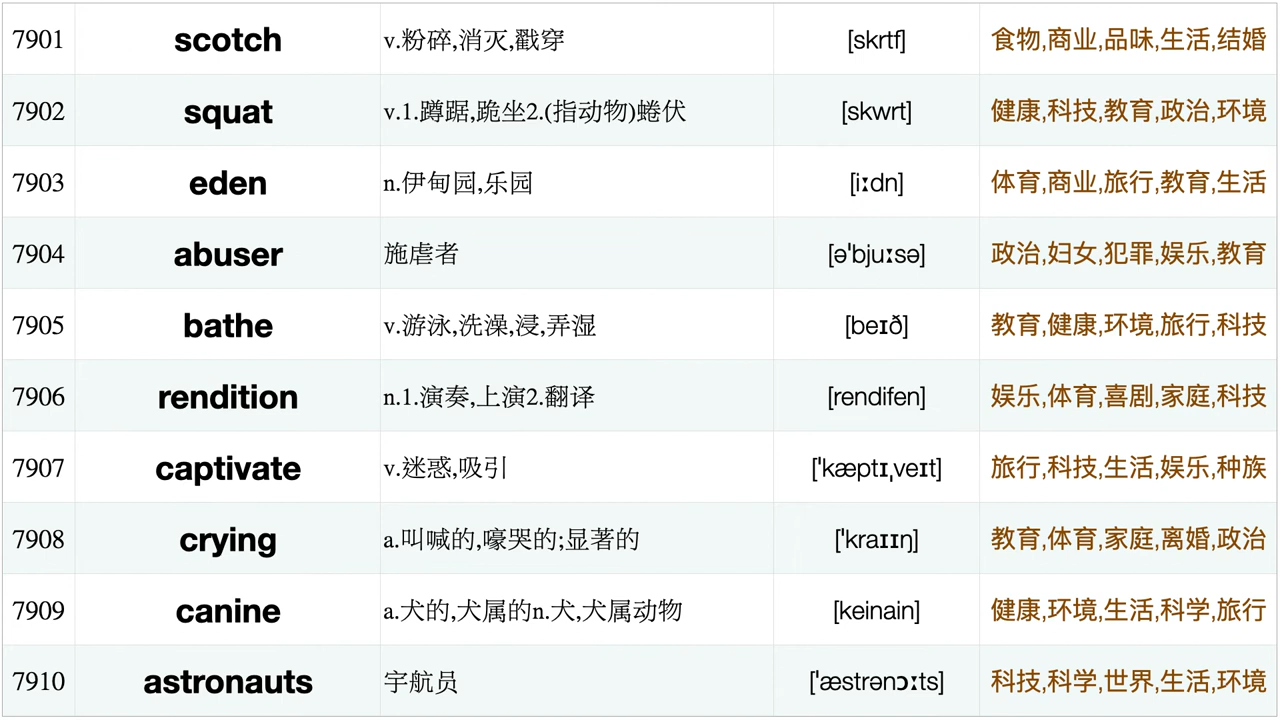 7901 scotch v.粉碎,消灭,戳穿 [skrtf] 食物,商业,品味,生活,结婚
7902 squat v.1.蹲踞,跪坐2.(指动物)蜷伏 [skwrt] 健康,科技,教育,政治,环境
7903 eden n.伊甸园,乐园 [iːdn] 体育,商业,旅行,教育,生活
7904 abuser 施虐者 [ə'bjuːsə] 政治,妇女,犯罪,娱乐,教育
7905 bathe v.游泳,洗澡,浸,弄湿 [beɪð] 教育,健康,环境,旅行,科技
7906 rendition n.1.演奏,上演2.翻译 [rendifen] 娱乐,体育,喜剧,家庭,科技
7907 captivate v.迷惑,吸引 [ˈkæptɪˌveɪt] 旅行,科技,生活,娱乐,种族
7908 crying a.叫喊的,嚎哭的;显著的 [ˈkraɪɪŋ] 教育,体育,家庭,离婚,政治
7909 canine a.犬的,犬属的n.犬,犬属动物 [keinain] 健康,环境,生活,科学,旅行
7910 astronauts 宇航员 [ˈæstrənɔːts] 科技,科学,世界,生活,环境